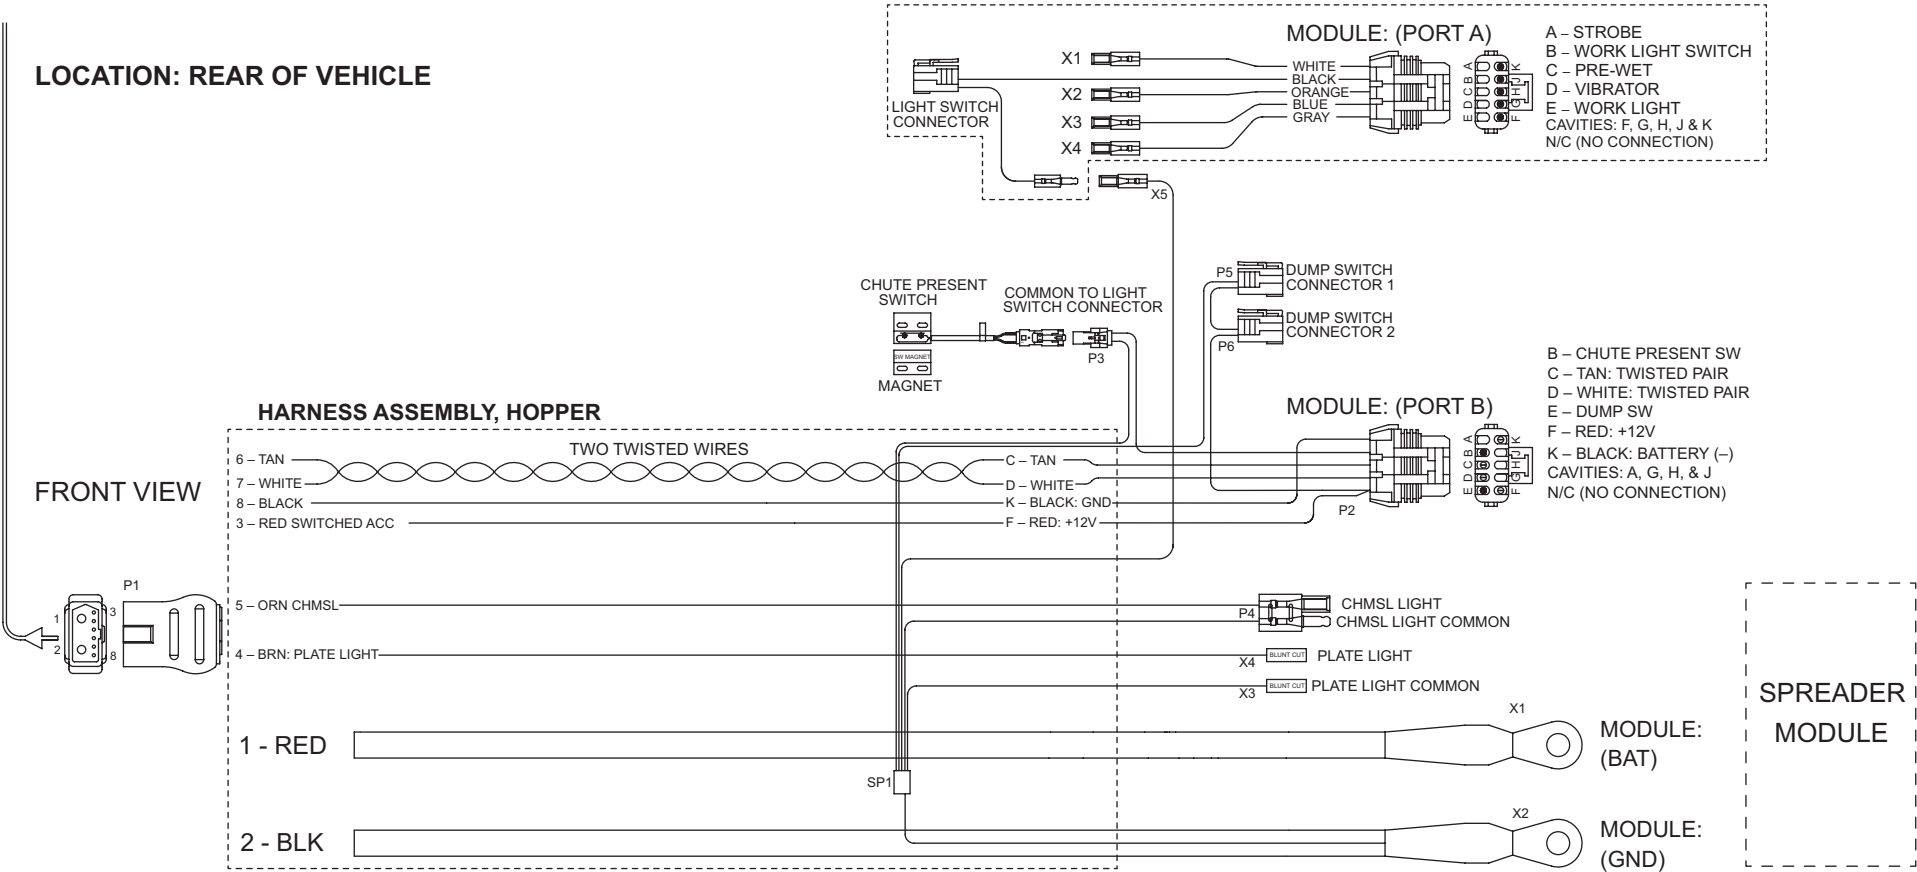 LOCATION: REAR OF VEHICLE
MODULE: (PORT A)
X1
X2
X3
X4
WHITE
BLACK
ORANGE
BLUE
GRAY
LIGHT SWITCH
CONNECTOR
X5
A
B
C
D
E
K
J
H
G
F
A – STROBE
B – WORK LIGHT SWITCH
C – PRE-WET
D – VIBRATOR
E – WORK LIGHT
CAVITIES: F, G, H, J & K
N/C (NO CONNECTION)
CHUTE PRESENT
SWITCH
SW MAGNET
MAGNET
COMMON TO LIGHT
SWITCH CONNECTOR
P3
P5
DUMP SWITCH
CONNECTOR 1
DUMP SWITCH
CONNECTOR 2
P6
MODULE: (PORT B)
P2
A
B
C
D
E
K
J
H
G
F
B – CHUTE PRESENT SW
C – TAN: TWISTED PAIR
D – WHITE: TWISTED PAIR
E – DUMP SW
F – RED: +12V
K – BLACK: BATTERY (–)
CAVITIES: A, G, H, & J
N/C (NO CONNECTION)
HARNESS ASSEMBLY, HOPPER
TWO TWISTED WIRES
6 – TAN
7 – WHITE
8 – BLACK
3 – RED SWITCHED ACC
C – TAN
D – WHITE
K – BLACK: GND
F – RED: +12V
FRONT VIEW
P1
1
2
3
8
5 – ORN CHMSL
4 – BRN: PLATE LIGHT
P4
CHMSL LIGHT
CHMSL LIGHT COMMON
X4
BLUNT CUT
PLATE LIGHT
X3
BLUNT CUT
PLATE LIGHT COMMON
1 - RED
X1
MODULE:
(BAT)
SP1
2 - BLK
X2
MODULE:
(GND)
SPREADER
MODULE